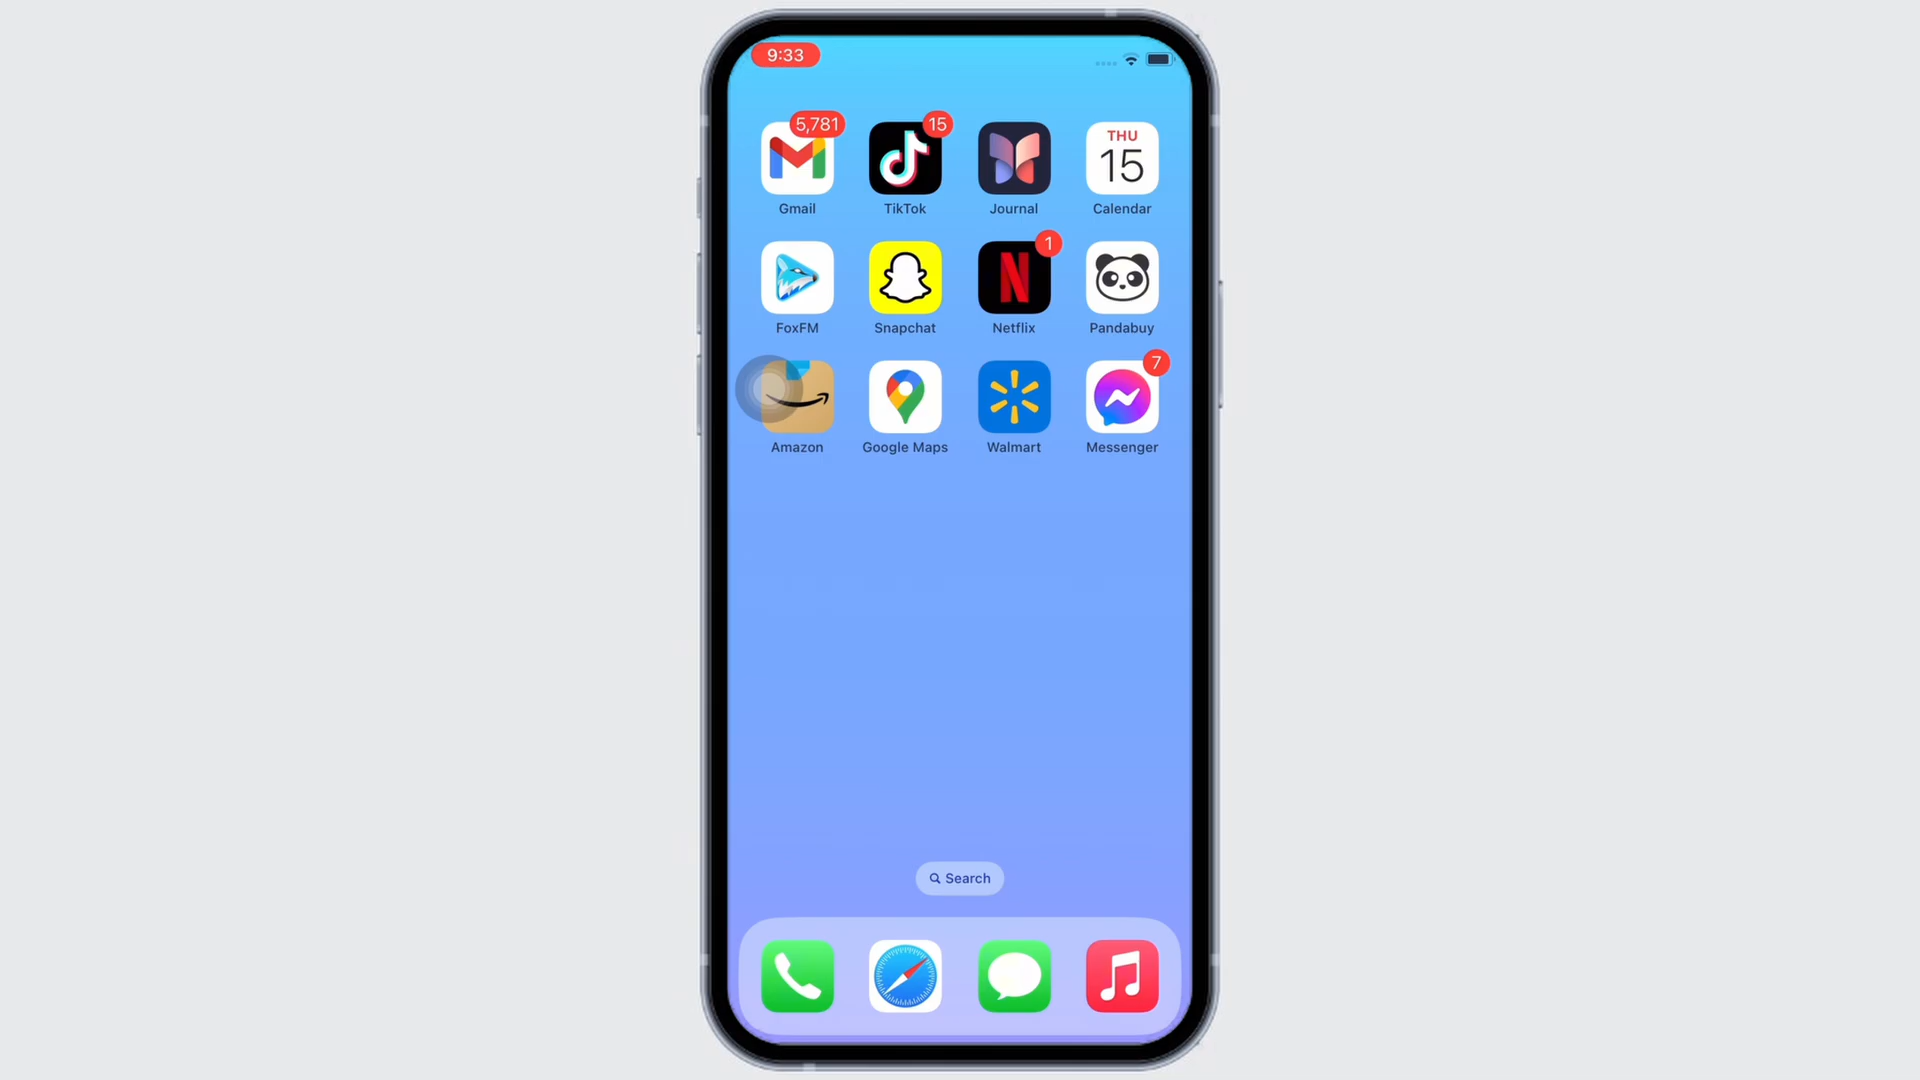 9:33
5,781
15
THU
15
Gmail
TikTok
Journal
Calendar
1
N
FoxFM
Snapchat
Netflix
Pandabuy
7
Amazon
Google Maps
Walmart
Messenger
Search